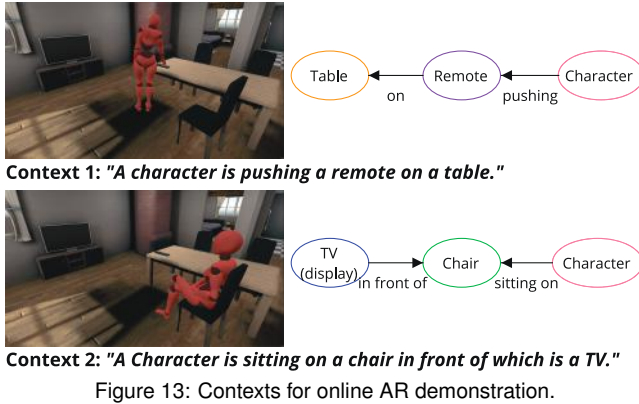 Table
Remote
Character
on
pushing
Context 1: "A character is pushing a remote on a table."
TV
(display)
Chair
Character
in front of
sitting on
Context 2: "A Character is sitting on a chair in front of which is a TV."
Figure 13: Contexts for online AR demonstration.